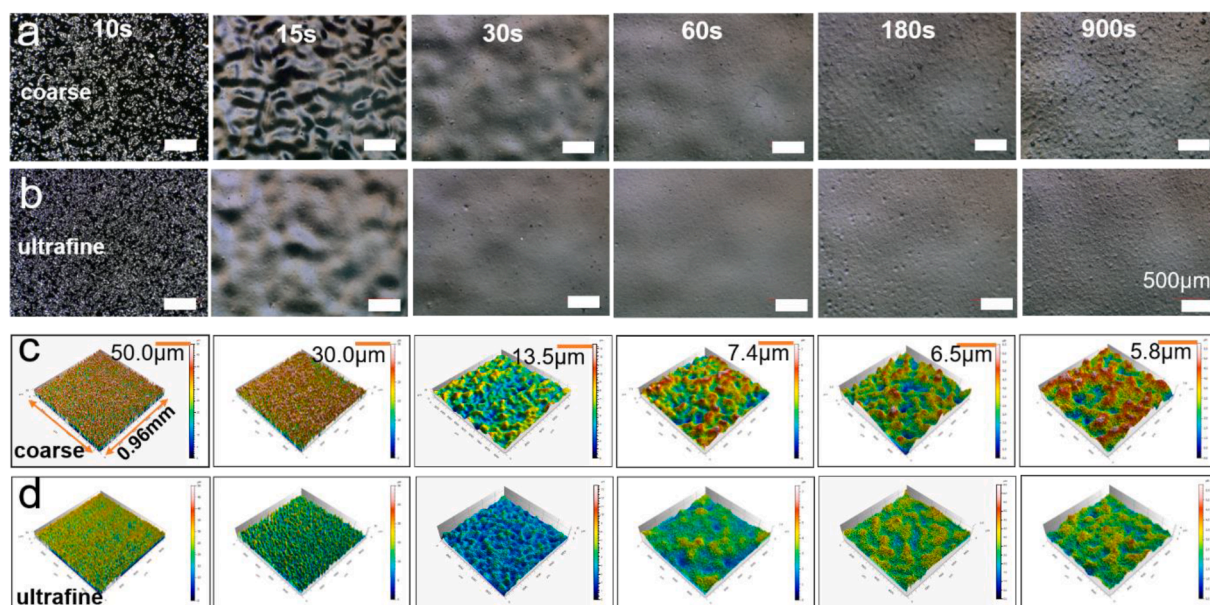 a 10s 15s 30s 60s 180s 900s
coarse
b
ultrafine
500μm
c 50.0μm 30.0μm 13.5μm 7.4μm 6.5μm 5.8μm
coarse 0.96mm
d
ultrafine